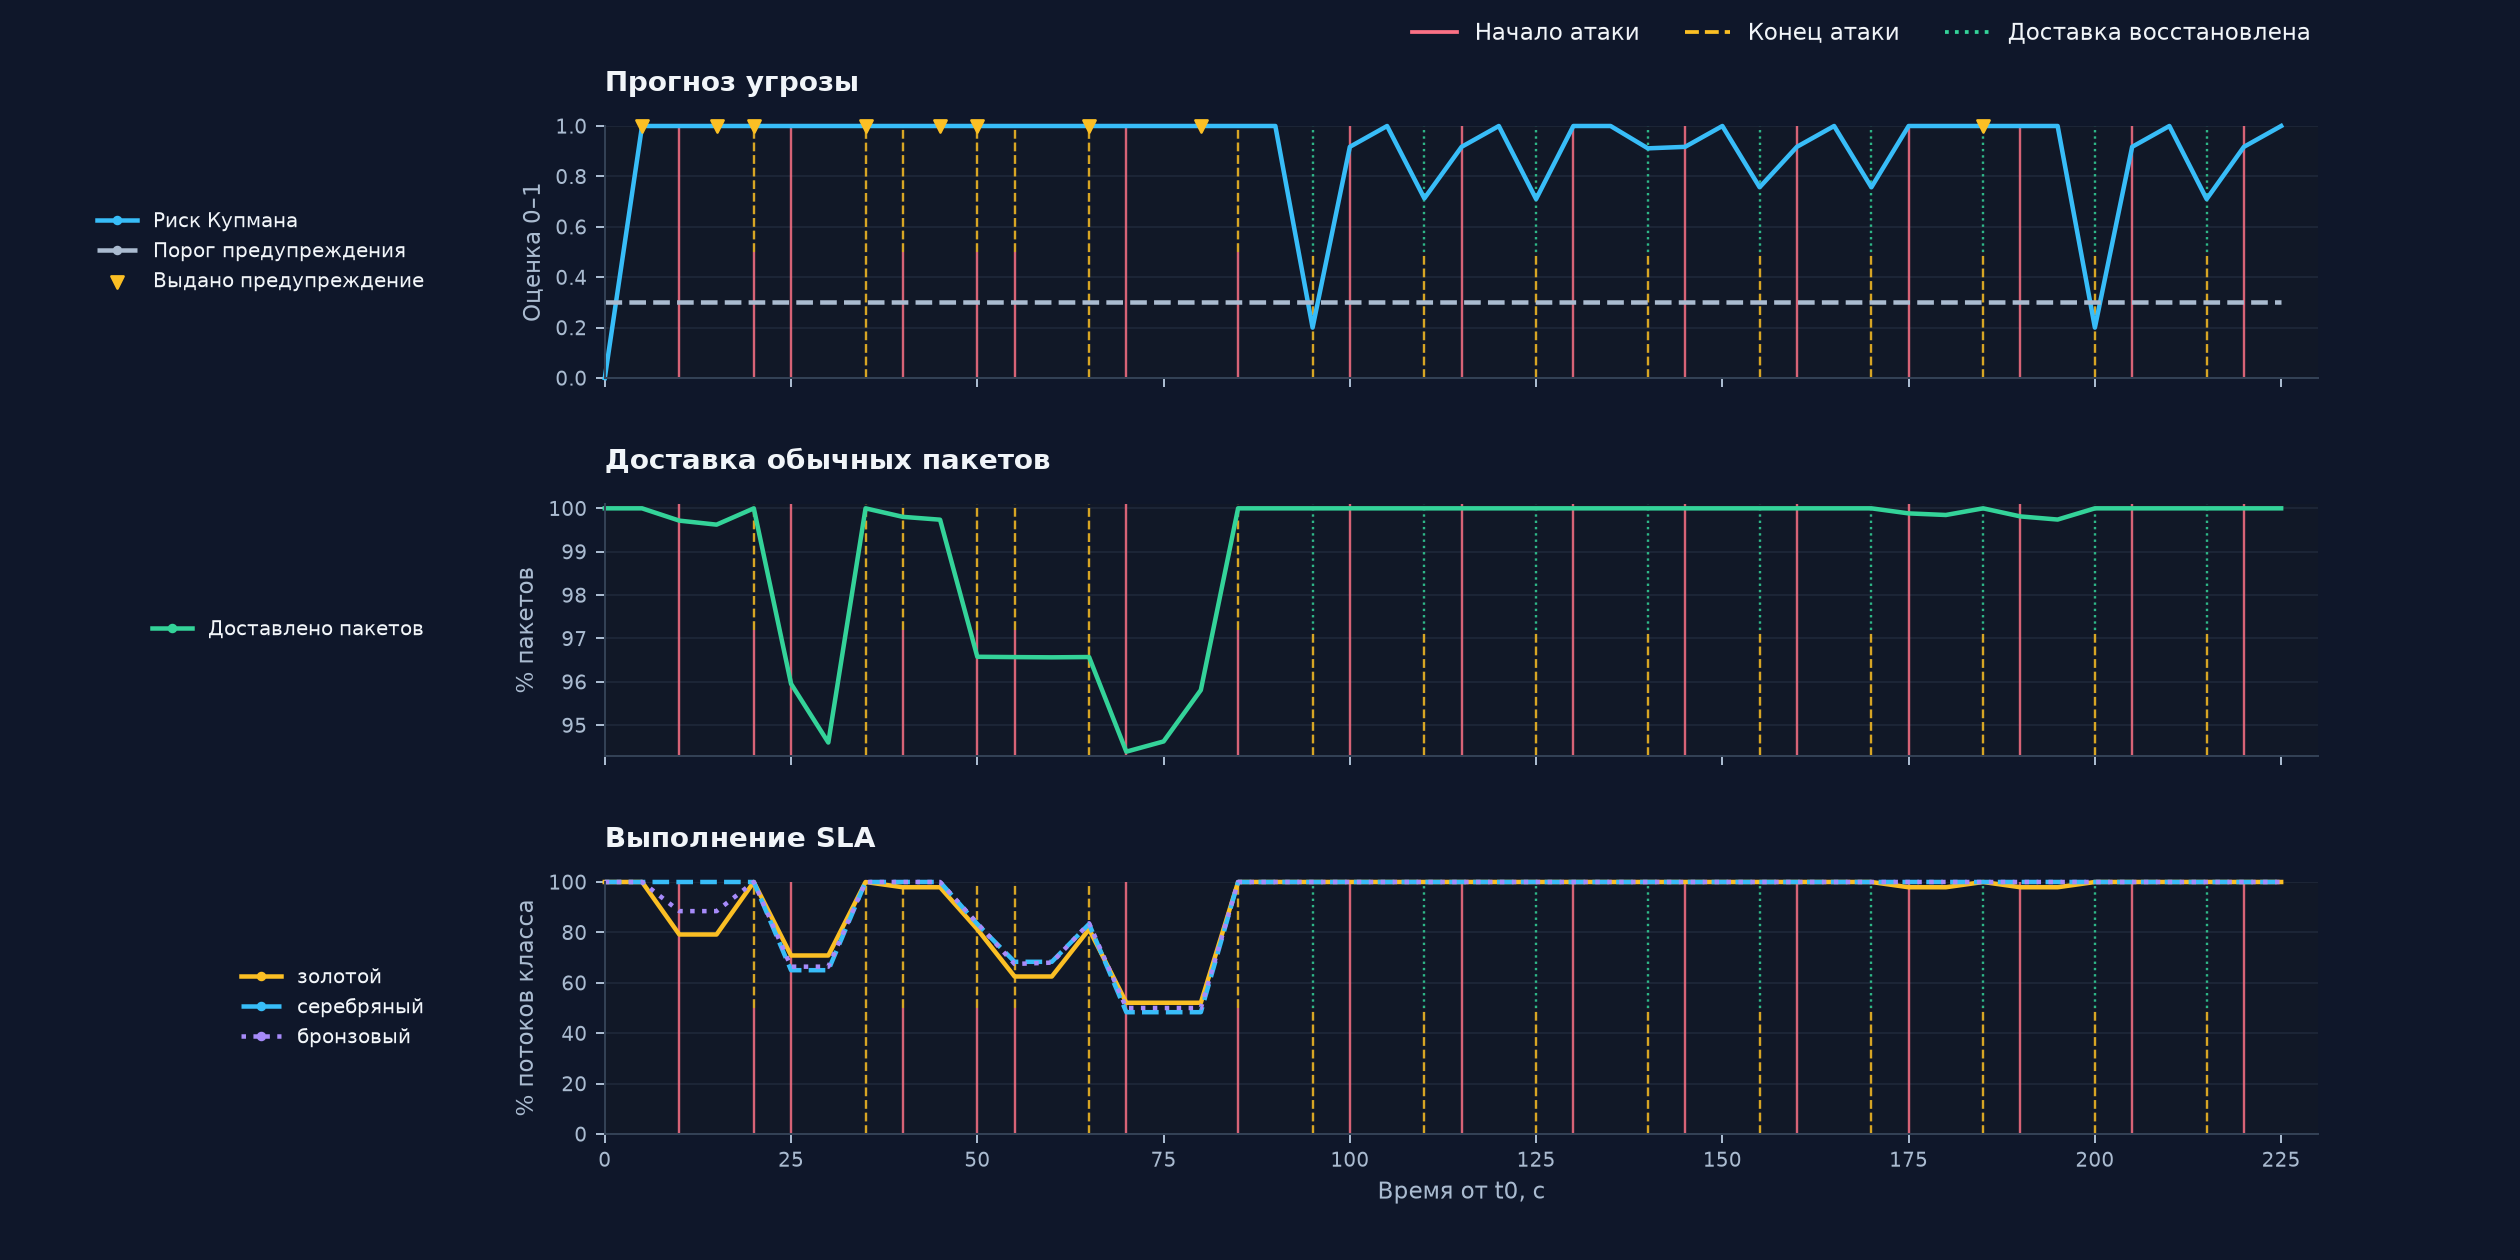 Начало атаки
Конец атаки
Доставка восстановлена
Прогноз угрозы
Риск Купмана
Порог предупреждения
Выдано предупреждение
Оценка 0–1
1.0
0.8
0.6
0.4
0.2
0.0
Доставка обычных пакетов
Доставлено пакетов
% пакетов
100
99
98
97
96
95
Выполнение SLA
золотой
серебряный
бронзовый
% потоков класса
100
80
60
40
20
0
0 25 50 75 100 125 150 175 200 225
Время от t0, с